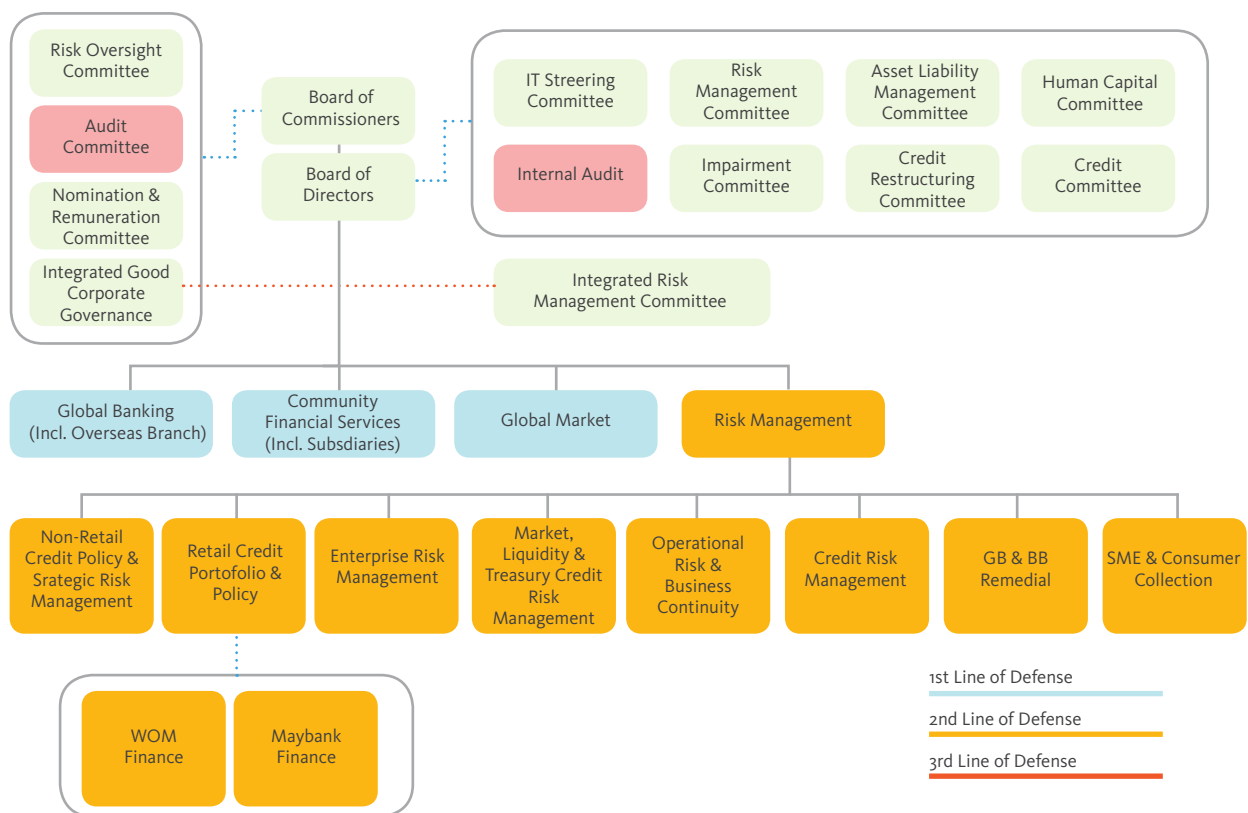 Risk Oversight
Committee
Audit
Committee
Nomination &
Remuneration
Committee
Integrated Good
Corporate
Governance
Board of
Commissioners
Board of
Directors
IT Streering
Committee
Risk
Management
Committee
Asset Liability
Management
Committee
Human Capital
Committee
Internal Audit
Impairment
Committee
Credit
Restructuring
Committee
Credit
Committee
Integrated Risk
Management Committee
Global Banking
(Incl. Overseas Branch)
Community
Financial Services
(Incl. Subsdiaries)
Global Market
Risk Management
Non-Retail
Credit Policy &
Srategic Risk
Management
Retail Credit
Portofolio &
Policy
Enterprise Risk
Management
Market,
Liquidity &
Treasury Credit
Risk
Management
Operational
Risk &
Business
Continuity
Credit Risk
Management
GB & BB
Remedial
SME & Consumer
Collection
WOM
Finance
Maybank
Finance
1st Line of Defense
2nd Line of Defense
3rd Line of Defense